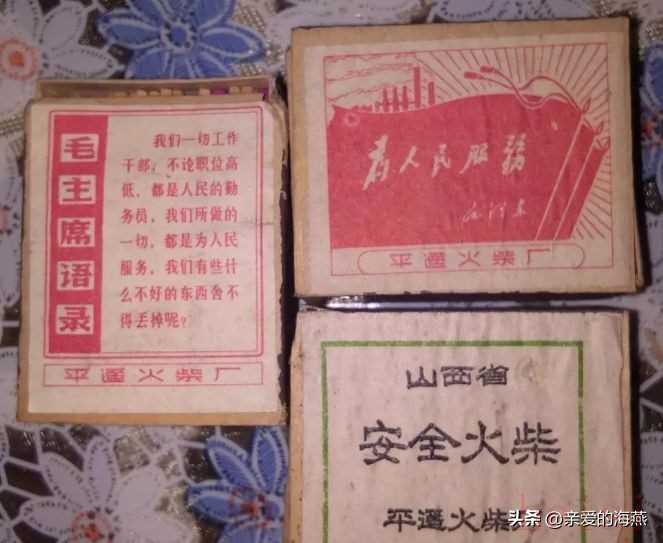 毛主席语录
我们一切工作
干部，不论职位高
低，都是人民的勤
务员，我们所做的
一切，都是为人民
服务，我们有些什
么不好的东西舍不
得丢掉呢？
平遥火柴厂
为人民服务
毛泽东
平遥火柴厂
山西省
安全火柴
平遥火柴厂
头条 @亲爱的海燕